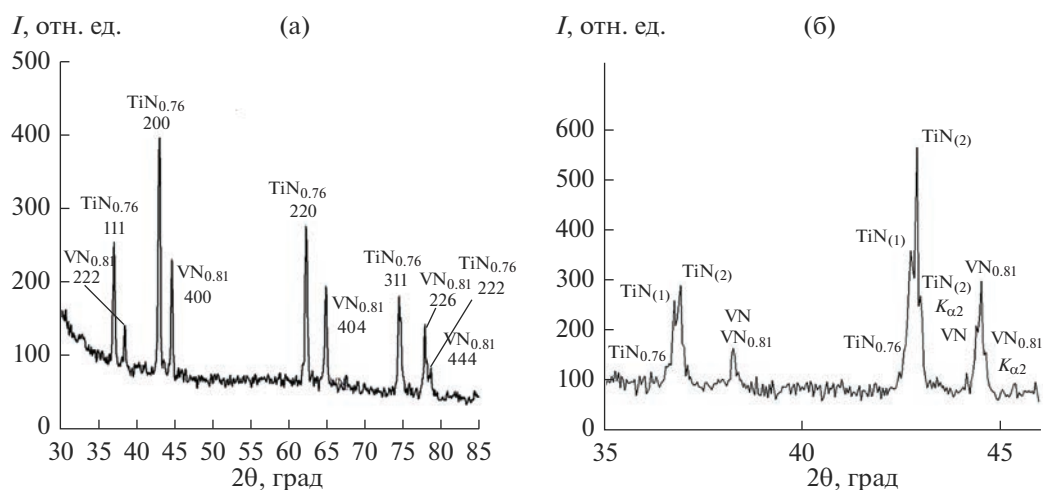 I, отн. ед.
(а)
500
400
300
200
100
0
TiN0.76
200
TiN0.76
111
VN0.81
222
VN0.81
400
TiN0.76
220
VN0.81
404
TiN0.76
311
VN0.81
226
TiN0.76
222
VN0.81
444
30 35 40 45 50 55 60 65 70 75 80 85
2θ, град
I, отн. ед.
(б)
600
500
400
300
200
100
0
TiN(2)
TiN(1)
TiN(2)
Kα2
VN0.81
TiN(1)
TiN(2)
VN
VN0.81
TiN0.76
TiN0.76
VN
VN0.81
Kα2
35 40 45
2θ, град